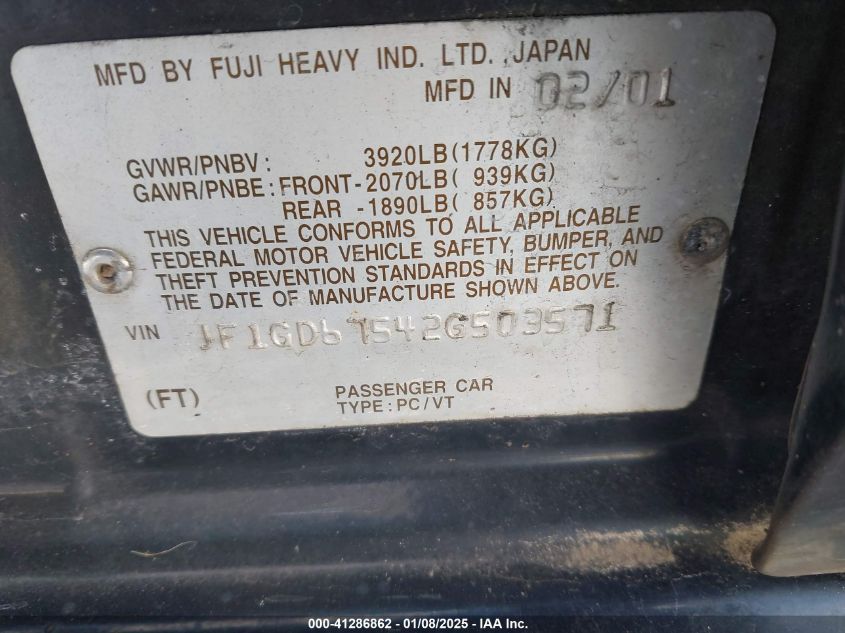 MFD BY FUJI HEAVY IND. LTD., JAPAN
MFD IN 02/01
GVWR/PNBV: 3920LB(1778KG)
GAWR/PNBE: FRONT-2070LB( 939KG)
REAR -1890LB( 857KG)
THIS VEHICLE CONFORMS TO ALL APPLICABLE
FEDERAL MOTOR VEHICLE SAFETY, BUMPER, AND
THEFT PREVENTION STANDARDS IN EFFECT ON
THE DATE OF MANUFACTURE SHOWN ABOVE.
VIN JF1GD67542G503571
(FT)
PASSENGER CAR
TYPE: PC/VT
000-41286862 - 01/08/2025 - IAA Inc.